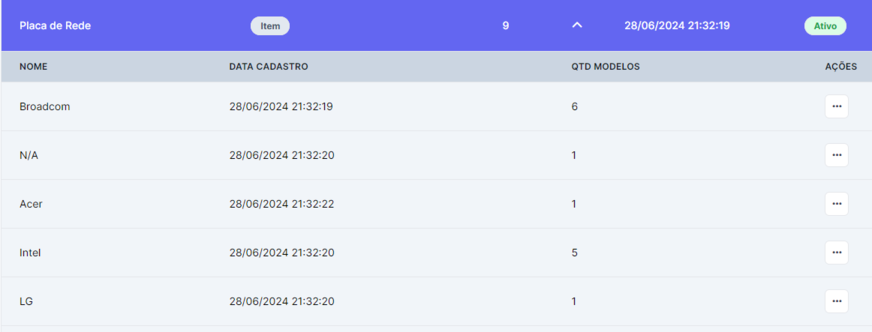 Placa de Rede Item 9 28/06/2024 21:32:19 Ativo
NOME DATA CADASTRO QTD MODELOS AÇÕES
Broadcom 28/06/2024 21:32:19 6 ...
N/A 28/06/2024 21:32:20 1 ...
Acer 28/06/2024 21:32:22 1 ...
Intel 28/06/2024 21:32:20 5 ...
LG 28/06/2024 21:32:20 1 ...